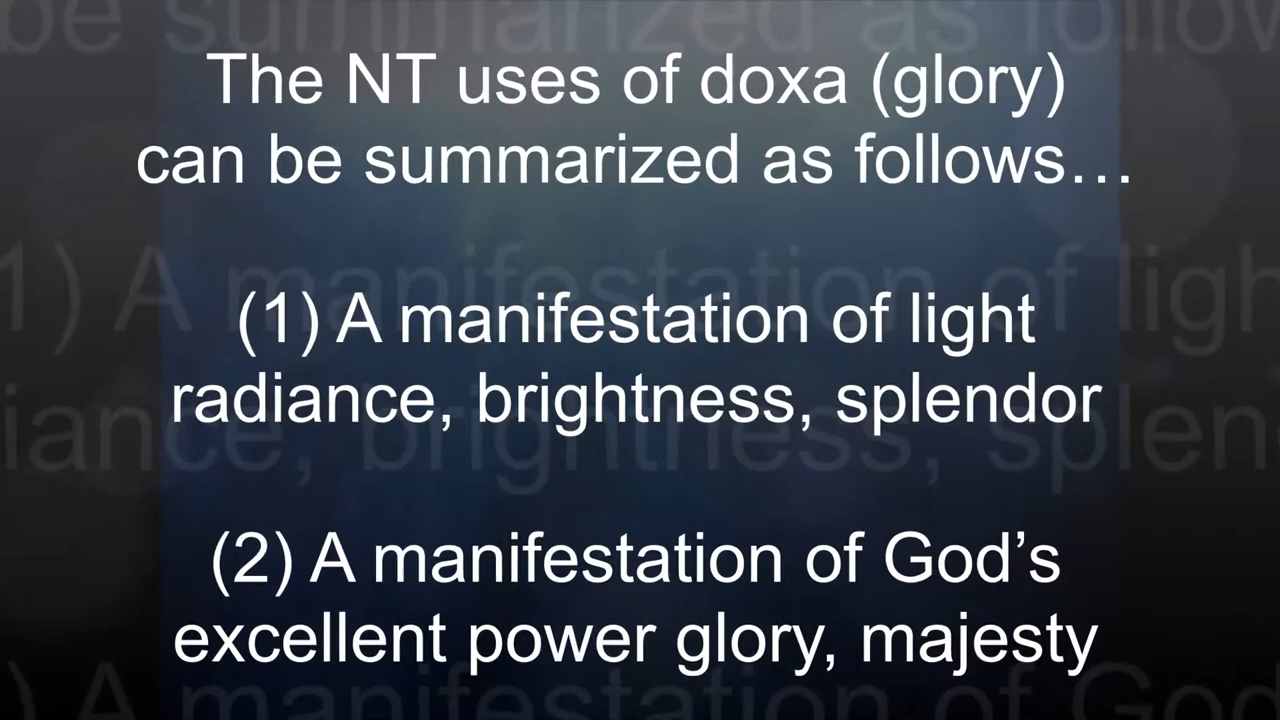 The NT uses of doxa (glory)
can be summarized as follows…
(1) A manifestation of light
radiance, brightness, splendor
(2) A manifestation of God’s
excellent power glory, majesty